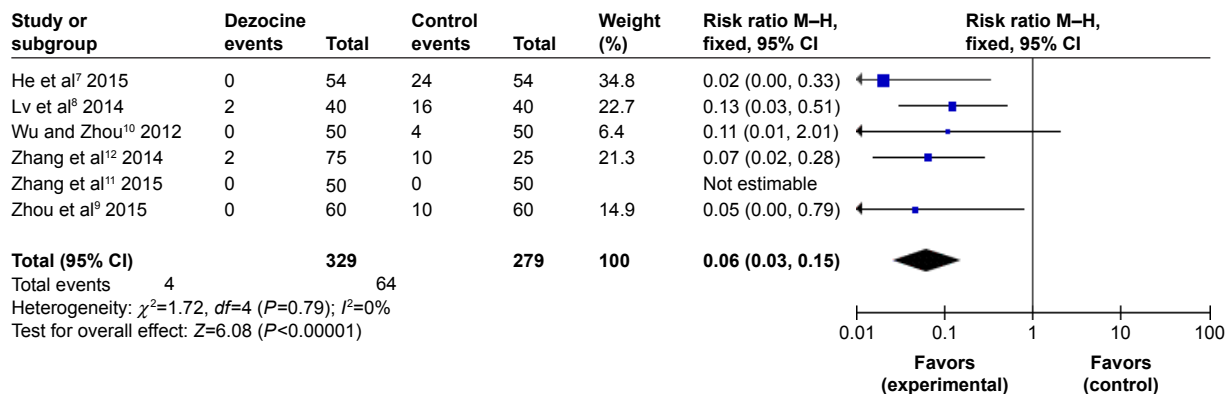 Study or Dezocine Control Weight Risk ratio M–H, Risk ratio M–H,
subgroup events Total events Total (%) fixed, 95% CI fixed, 95% CI
He et al⁷ 2015 0 54 24 54 34.8 0.02 (0.00, 0.33)
Lv et al⁸ 2014 2 40 16 40 22.7 0.13 (0.03, 0.51)
Wu and Zhou¹⁰ 2012 0 50 4 50 6.4 0.11 (0.01, 2.01)
Zhang et al¹² 2014 2 75 10 25 21.3 0.07 (0.02, 0.28)
Zhang et al¹¹ 2015 0 50 0 50 Not estimable
Zhou et al⁹ 2015 0 60 10 60 14.9 0.05 (0.00, 0.79)
Total (95% CI) 329 279 100 0.06 (0.03, 0.15)
Total events 4 64
Heterogeneity: χ²=1.72, df=4 (P=0.79); I²=0%
Test for overall effect: Z=6.08 (P<0.00001)
0.01 0.1 1 10 100
Favors Favors
(experimental) (control)